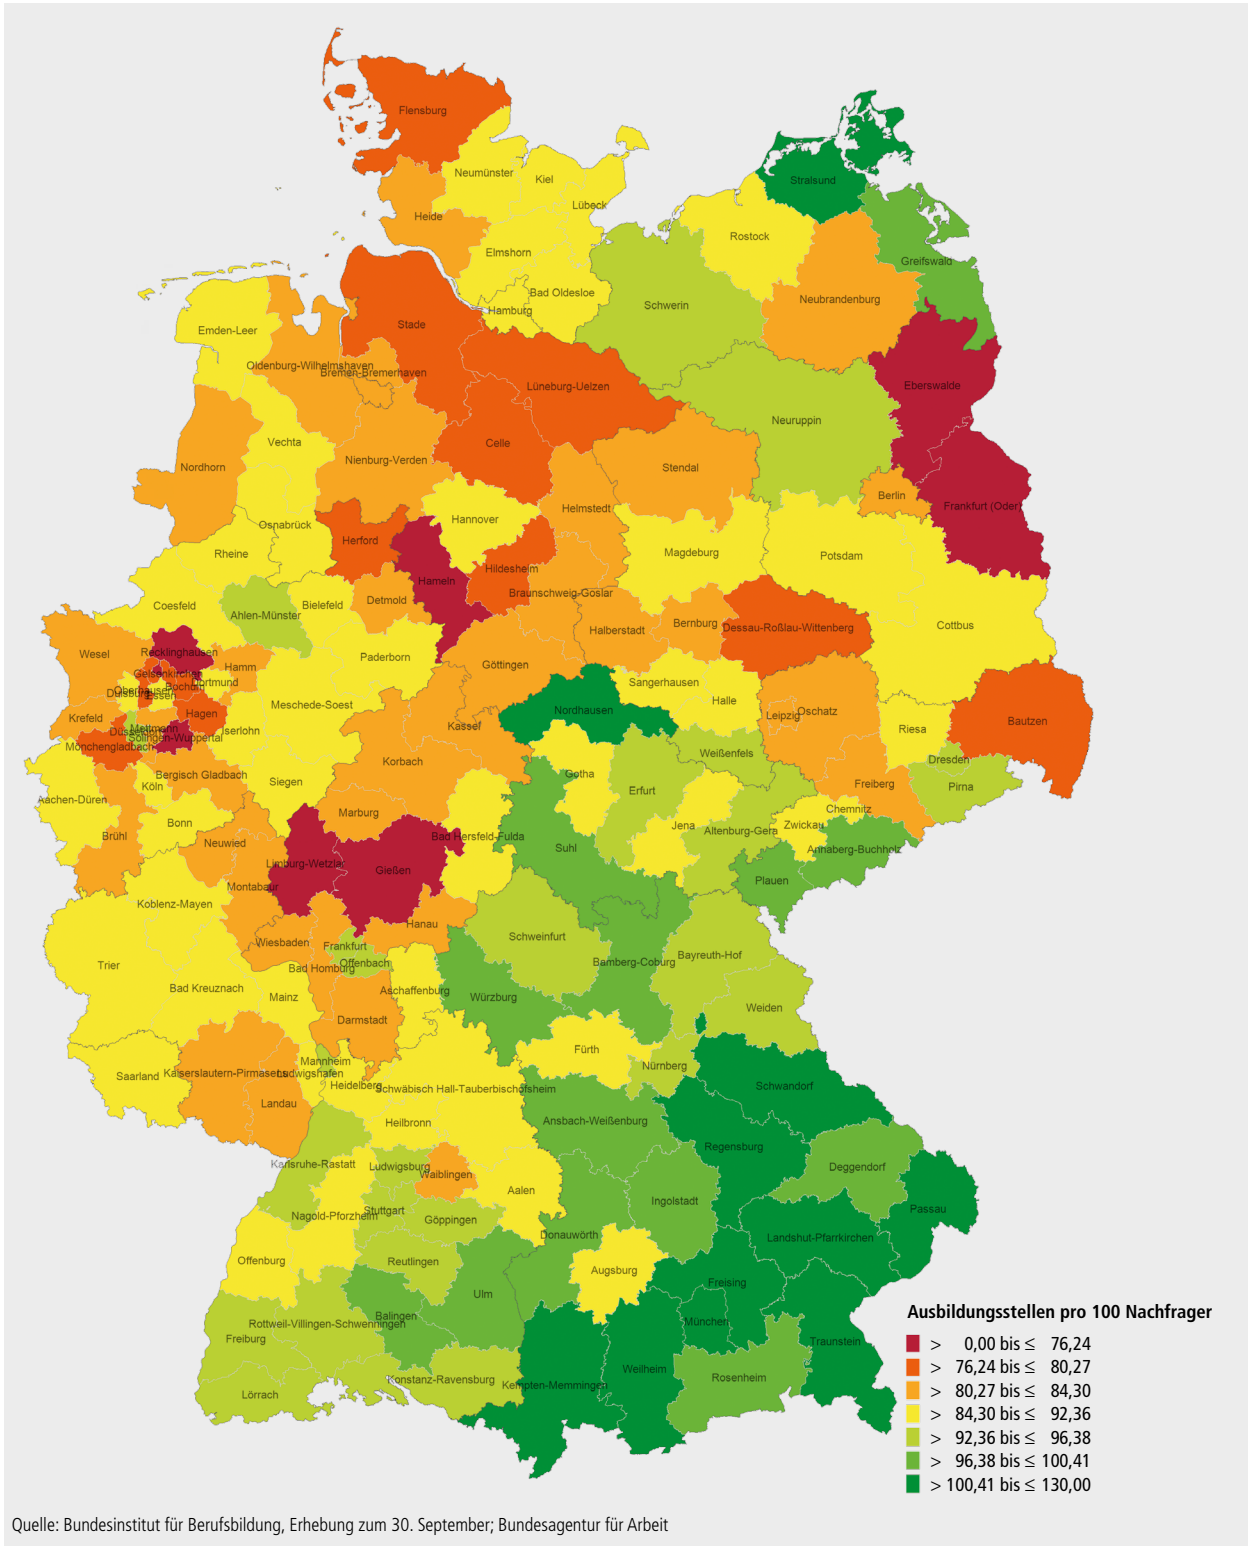 Flensburg
Neumünster
Kiel
Lübeck
Heide
Elmshorn
Bad Oldesloe
Hamburg
Stralsund
Rostock
Greifswald
Schwerin
Neubrandenburg
Emden-Leer
Stade
Oldenburg-Wilhelmshaven
Bremen-Bremerhaven
Lüneburg-Uelzen
Eberswalde
Neuruppin
Vechta
Celle
Nienburg-Verden
Nordhorn
Stendal
Berlin
Frankfurt (Oder)
Helmstedt
Hannover
Osnabrück
Herford
Rheine
Magdeburg
Potsdam
Hildesheim
Hameln
Braunschweig-Goslar
Coesfeld
Ahlen-Münster
Bielefeld
Detmold
Halberstadt
Bernburg
Dessau-Roßlau-Wittenberg
Cottbus
Wesel
Recklinghausen
Paderborn
Göttingen
Gelsenkirchen
Hamm
Bochum
Dortmund
Oberhausen
Duisburg
Essen
Sangerhausen
Halle
Nordhausen
Meschede-Soest
Krefeld
Hagen
Kassel
Leipzig
Oschatz
Riesa
Bautzen
Mettmann
Düsseldorf
Solingen-Wuppertal
Iserlohn
Mönchengladbach
Weißenfels
Dresden
Korbach
Gotha
Bergisch Gladbach
Siegen
Köln
Erfurt
Freiberg
Pirna
Aachen-Düren
Marburg
Chemnitz
Bonn
Brühl
Bad Hersfeld-Fulda
Jena
Altenburg-Gera
Zwickau
Neuwied
Suhl
Annaberg-Buchholz
Limburg-Wetzlar
Gießen
Plauen
Montabaur
Koblenz-Mayen
Hanau
Schweinfurt
Wiesbaden
Frankfurt
Bayreuth-Hof
Trier
Bad Homburg
Offenbach
Bamberg-Coburg
Bad Kreuznach
Mainz
Aschaffenburg
Würzburg
Weiden
Darmstadt
Fürth
Mannheim
Nürnberg
Saarland
Kaiserslautern-Pirmasens
Ludwigshafen
Heidelberg
Schwäbisch Hall-Tauberbischofsheim
Schwandorf
Landau
Heilbronn
Ansbach-Weißenburg
Regensburg
Karlsruhe-Rastatt
Ludwigsburg
Waiblingen
Deggendorf
Aalen
Ingolstadt
Passau
Nagold-Pforzheim
Stuttgart
Göppingen
Donauwörth
Landshut-Pfarrkirchen
Offenburg
Reutlingen
Augsburg
Freising
Ulm
Balingen
Rottweil-Villingen-Schwenningen
Freiburg
München
Traunstein
Weilheim
Rosenheim
Konstanz-Ravensburg
Kempten-Memmingen
Lörrach
Ausbildungsstellen pro 100 Nachfrager
> 0,00 bis ≤ 76,24
> 76,24 bis ≤ 80,27
> 80,27 bis ≤ 84,30
> 84,30 bis ≤ 92,36
> 92,36 bis ≤ 96,38
> 96,38 bis ≤ 100,41
> 100,41 bis ≤ 130,00
Quelle: Bundesinstitut für Berufsbildung, Erhebung zum 30. September; Bundesagentur für Arbeit